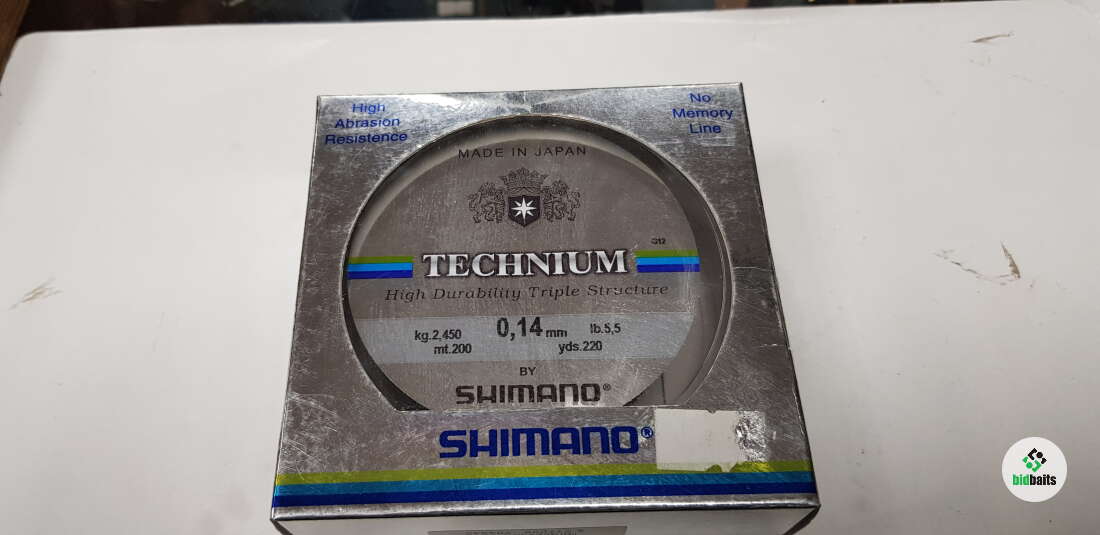 High
Abrasion
Resistence
No
Memory
Line
MADE IN JAPAN
TECHNIUM
High Durability Triple Structure
kg.2,450 0,14 mm lb.5,5
mt.200 yds.220
BY
SHIMANO®
SHIMANO®
bidbaits